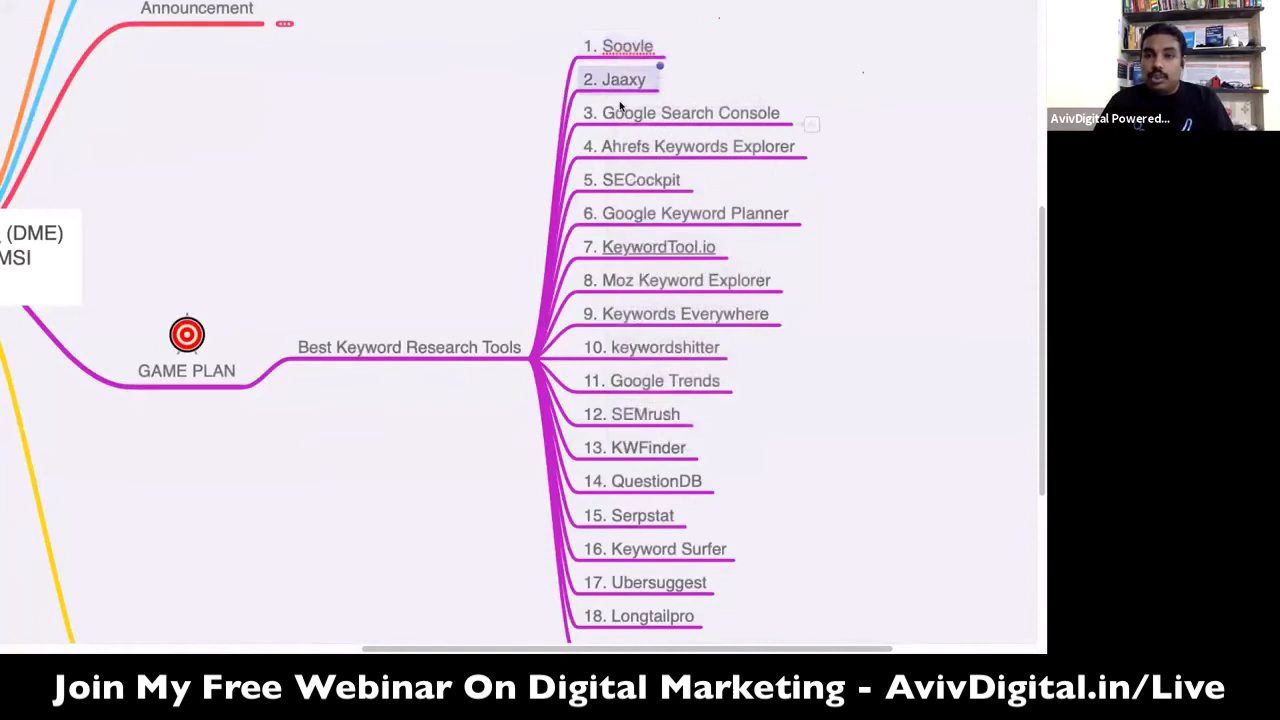 Announcement
(DME)
MSI
GAME PLAN
Best Keyword Research Tools
1. Soovle
2. Jaaxy
3. Google Search Console
4. Ahrefs Keywords Explorer
5. SECockpit
6. Google Keyword Planner
7. KeywordTool.io
8. Moz Keyword Explorer
9. Keywords Everywhere
10. keywordshitter
11. Google Trends
12. SEMrush
13. KWFinder
14. QuestionDB
15. Serpstat
16. Keyword Surfer
17. Ubersuggest
18. Longtailpro
AvivDigital Powered...
Join My Free Webinar On Digital Marketing - AvivDigital.in/Live